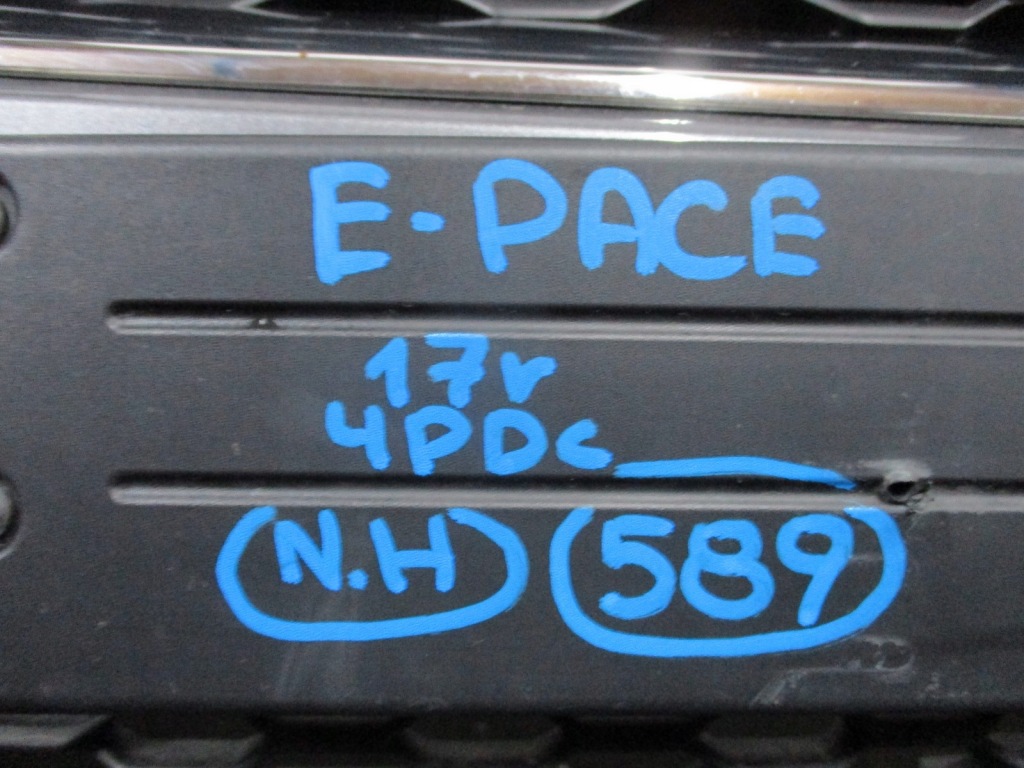 E-PACE
17r
4PDC
N.H 589